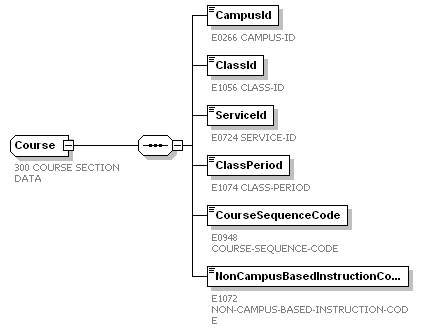 CampusId
E0266 CAMPUS-ID
ClassId
E1056 CLASS-ID
ServiceId
E0724 SERVICE-ID
Course
300 COURSE SECTION
DATA
ClassPeriod
E1074 CLASS-PERIOD
CourseSequenceCode
E0948
COURSE-SEQUENCE-CODE
NonCampusBasedInstructionCo...
E1072
NON-CAMPUS-BASED-INSTRUCTION-COD
E